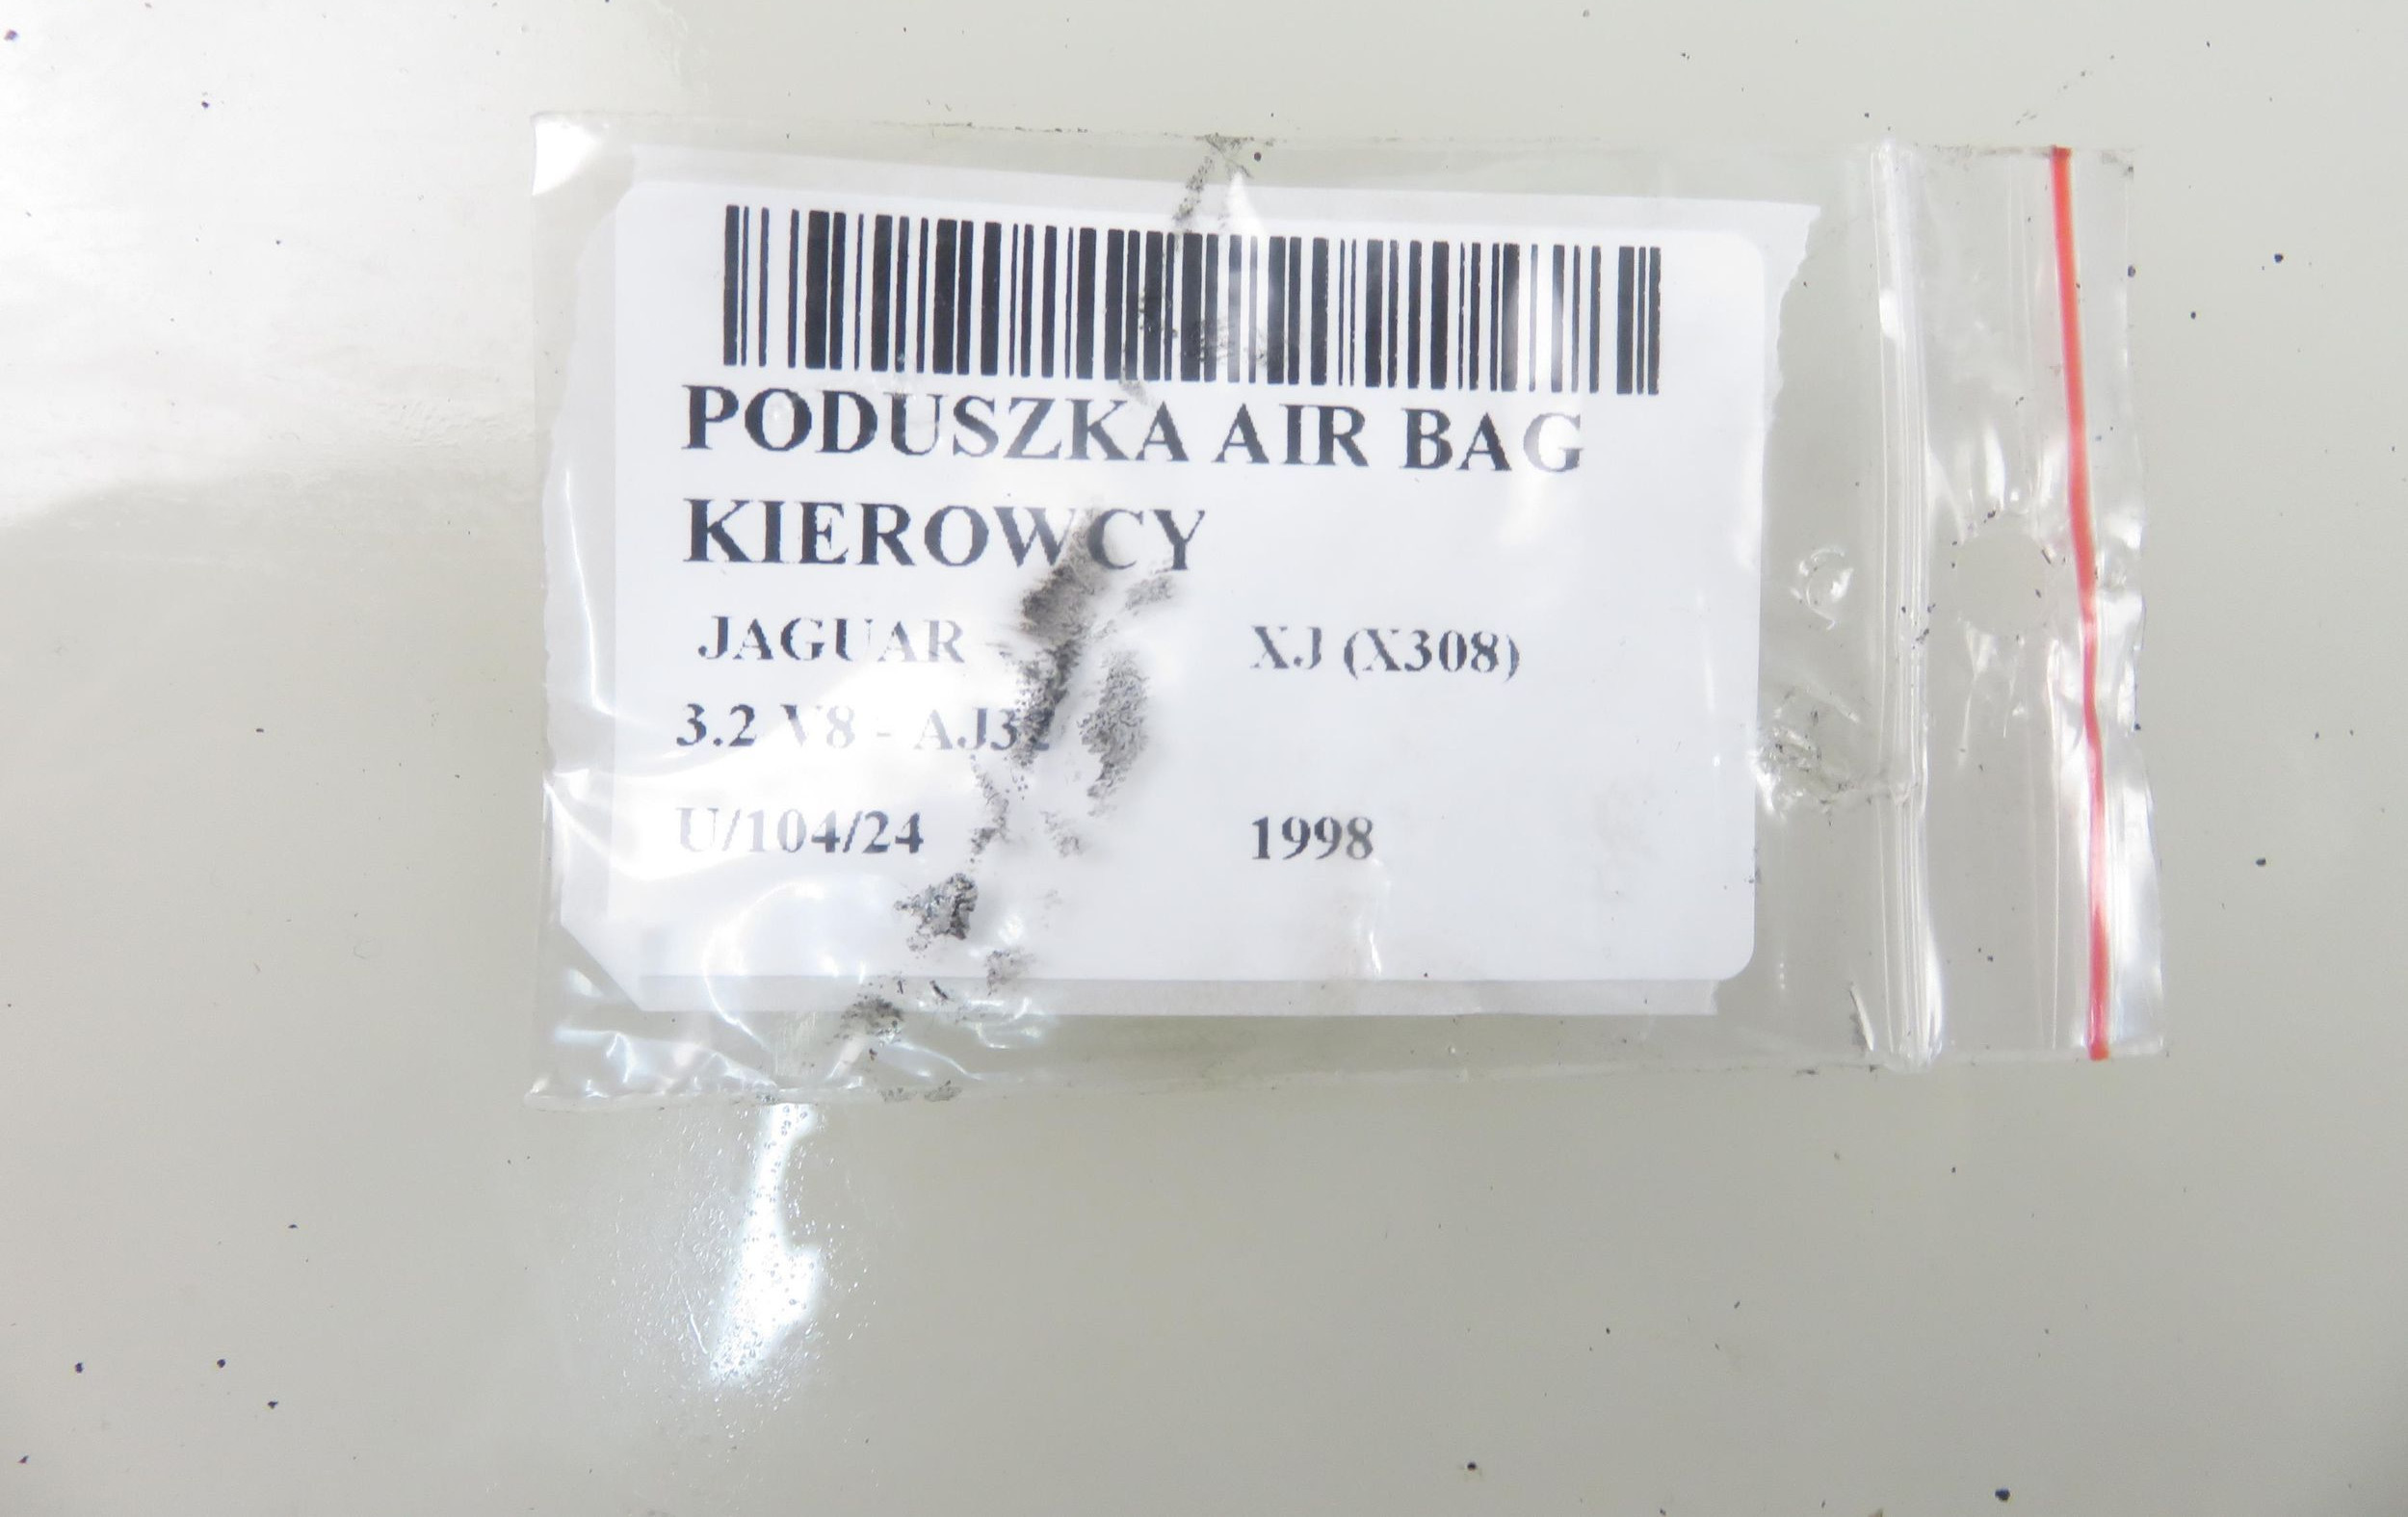 PODUSZKA AIR BAG
KIEROWCY
JAGUAR XJ (X308)
3.2 V8 - AJ32
U/104/24 1998